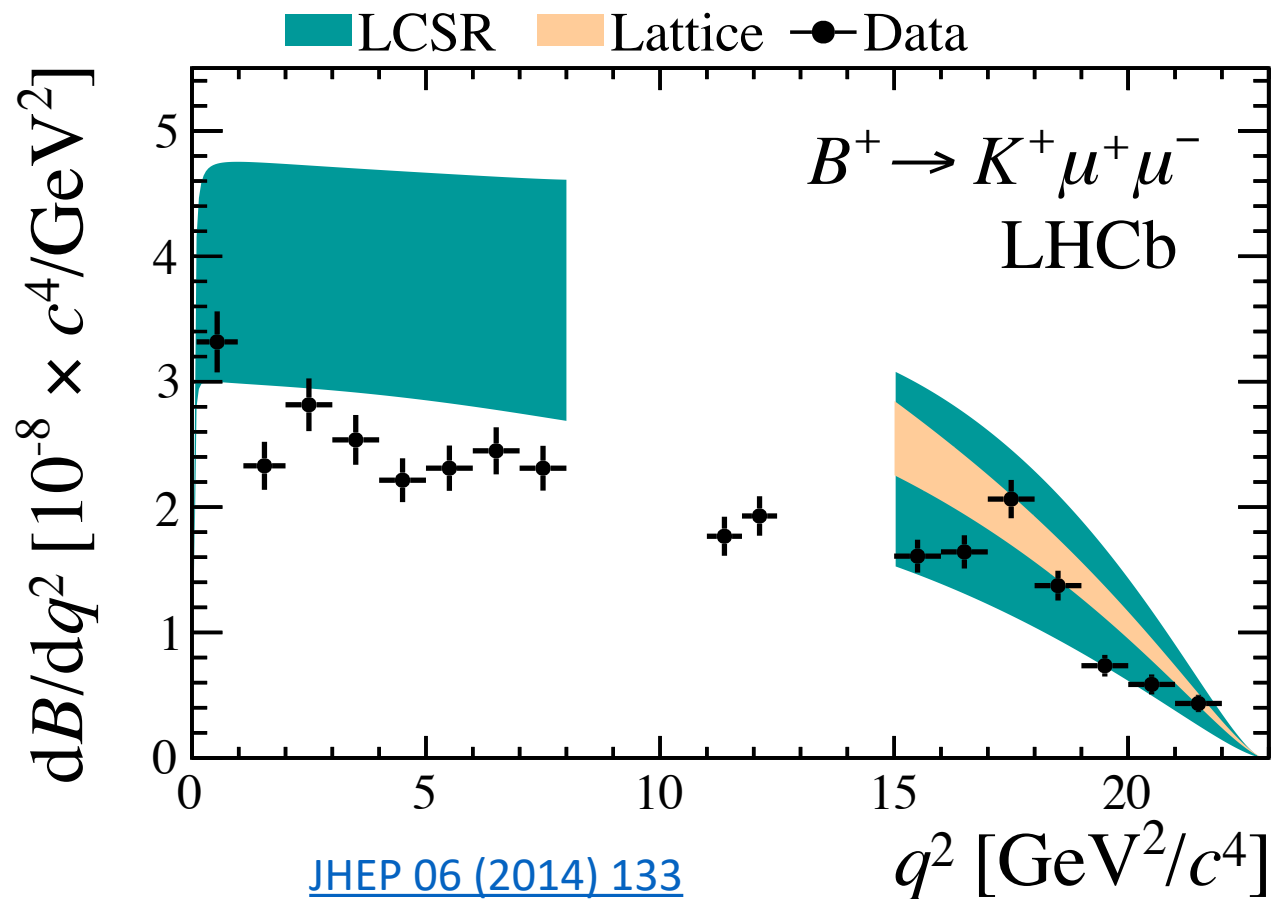 LCSR Lattice Data
dB/dq² [10⁻⁸ × c⁴/GeV²]
5
4
3
2
1
0
B⁺ → K⁺μ⁺μ⁻
LHCb
0 5 10 15 20
q² [GeV²/c⁴]
JHEP 06 (2014) 133